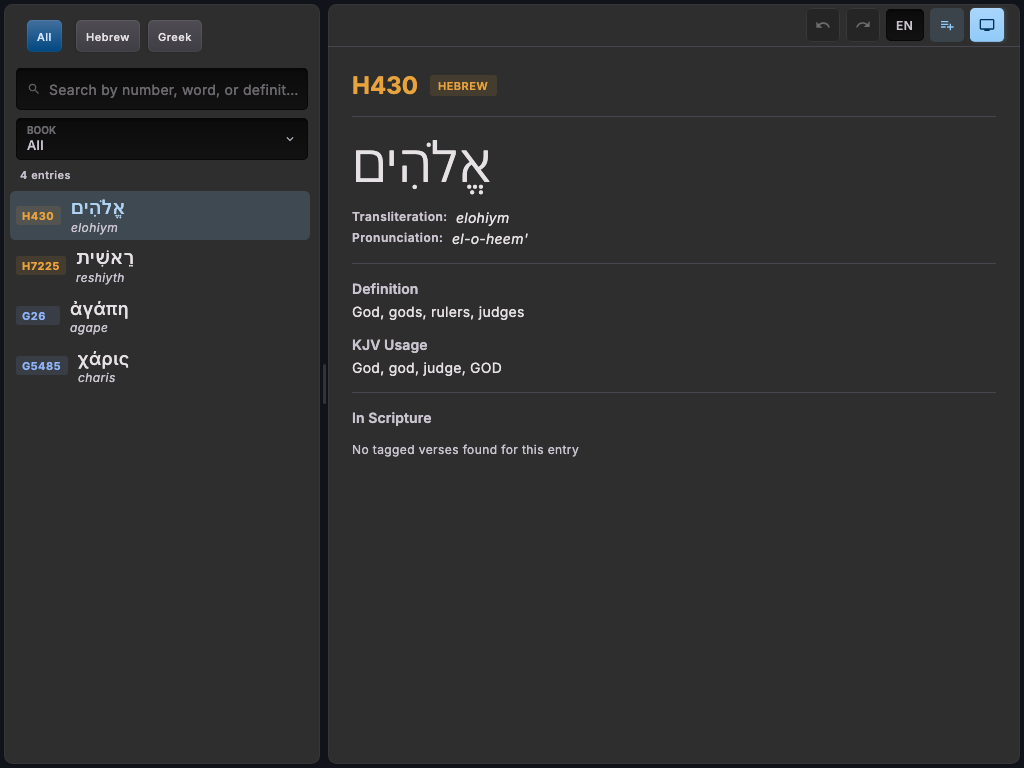 All Hebrew Greek
Search by number, word, or definit...
BOOK
All
4 entries
H430 אֱלֹהִים
elohiym
H7225 רֵאשִׁית
reshiyth
G26 ἀγάπη
agape
G5485 χάρις
charis
EN
H430 HEBREW
אֱלֹהִים
Transliteration: elohiym
Pronunciation: el-o-heem'
Definition
God, gods, rulers, judges
KJV Usage
God, god, judge, GOD
In Scripture
No tagged verses found for this entry